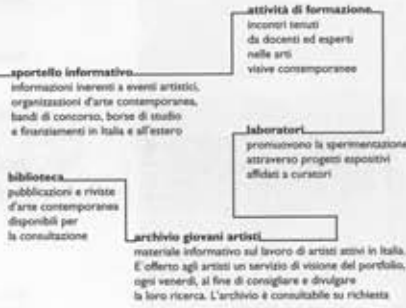 attività di formazione
incontri tenuti
da docenti ed esperti
nelle arti
visive contemporanee
sportello informativo
informazioni inerenti a eventi artistici,
organizzazioni d'arte contemporanea,
bandi di concorso, borse di studio
e finanziamenti in Italia e all'estero
laboratori
promuovono la sperimentazione
attraverso progetti espositivi
affidati a curatori
biblioteca
pubblicazioni e riviste
d'arte contemporanea
disponibili per
la consultazione
archivio giovani artisti
materiale informativo sul lavoro di artisti attivi in Italia.
E' offerto agli artisti un servizio di visione del portfolio,
ogni venerdì, al fine di consigliare e divulgare
la loro ricerca. L'archivio è consultabile su richiesta